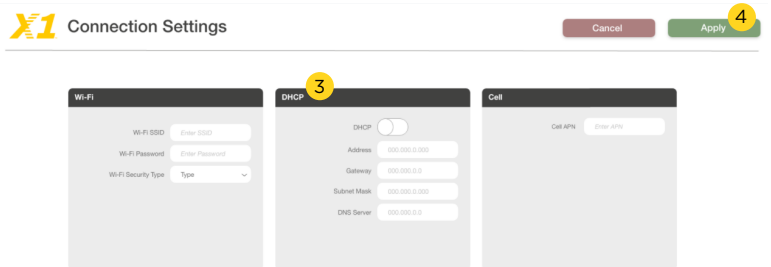 X1 Connection Settings
Cancel
Apply
4
3
Wi-Fi
Wi-Fi SSID Enter SSID
Wi-Fi Password Enter Password
Wi-Fi Security Type Type
DHCP
DHCP
Address 000.000.0.000
Gateway 000.000.0.0
Subnet Mask 000.000.0.000
DNS Server 000.000.0.0
Cell
Cell APN Enter APN